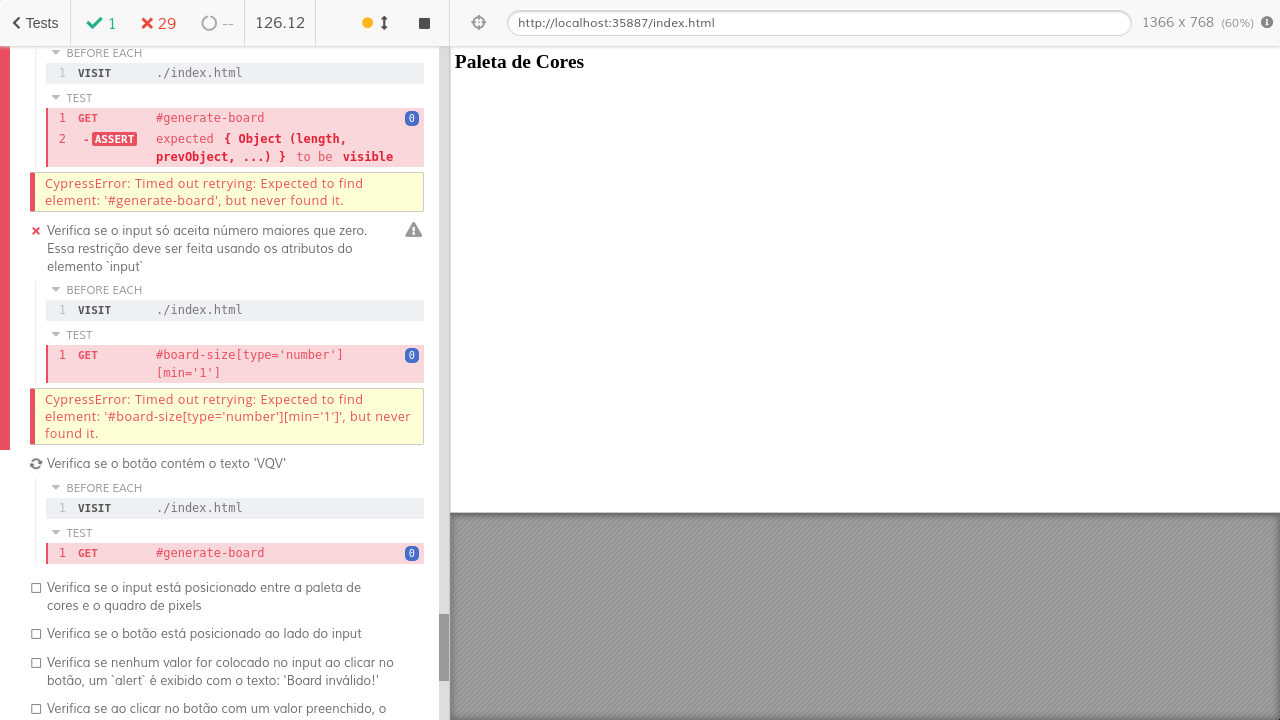 Tests
1
29
--
126.12
http://localhost:35887/index.html
1366 x 768 (60%)
BEFORE EACH
1 VISIT ./index.html
TEST
1 GET #generate-board 0
2 - ASSERT expected { Object (length,
prevObject, ...) } to be visible
CypressError: Timed out retrying: Expected to find
element: '#generate-board', but never found it.
Verifica se o input só aceita número maiores que zero.
Essa restrição deve ser feita usando os atributos do
elemento `input`
BEFORE EACH
1 VISIT ./index.html
TEST
1 GET #board-size[type='number'] 0
[min='1']
CypressError: Timed out retrying: Expected to find
element: '#board-size[type='number'][min='1']', but never
found it.
Verifica se o botão contém o texto 'VQV'
BEFORE EACH
1 VISIT ./index.html
TEST
1 GET #generate-board 0
Verifica se o input está posicionado entre a paleta de
cores e o quadro de pixels
Verifica se o botão está posicionado ao lado do input
Verifica se nenhum valor for colocado no input ao clicar no
botão, um `alert` é exibido com o texto: 'Board inválido!'
Verifica se ao clicar no botão com um valor preenchido, o
Paleta de Cores